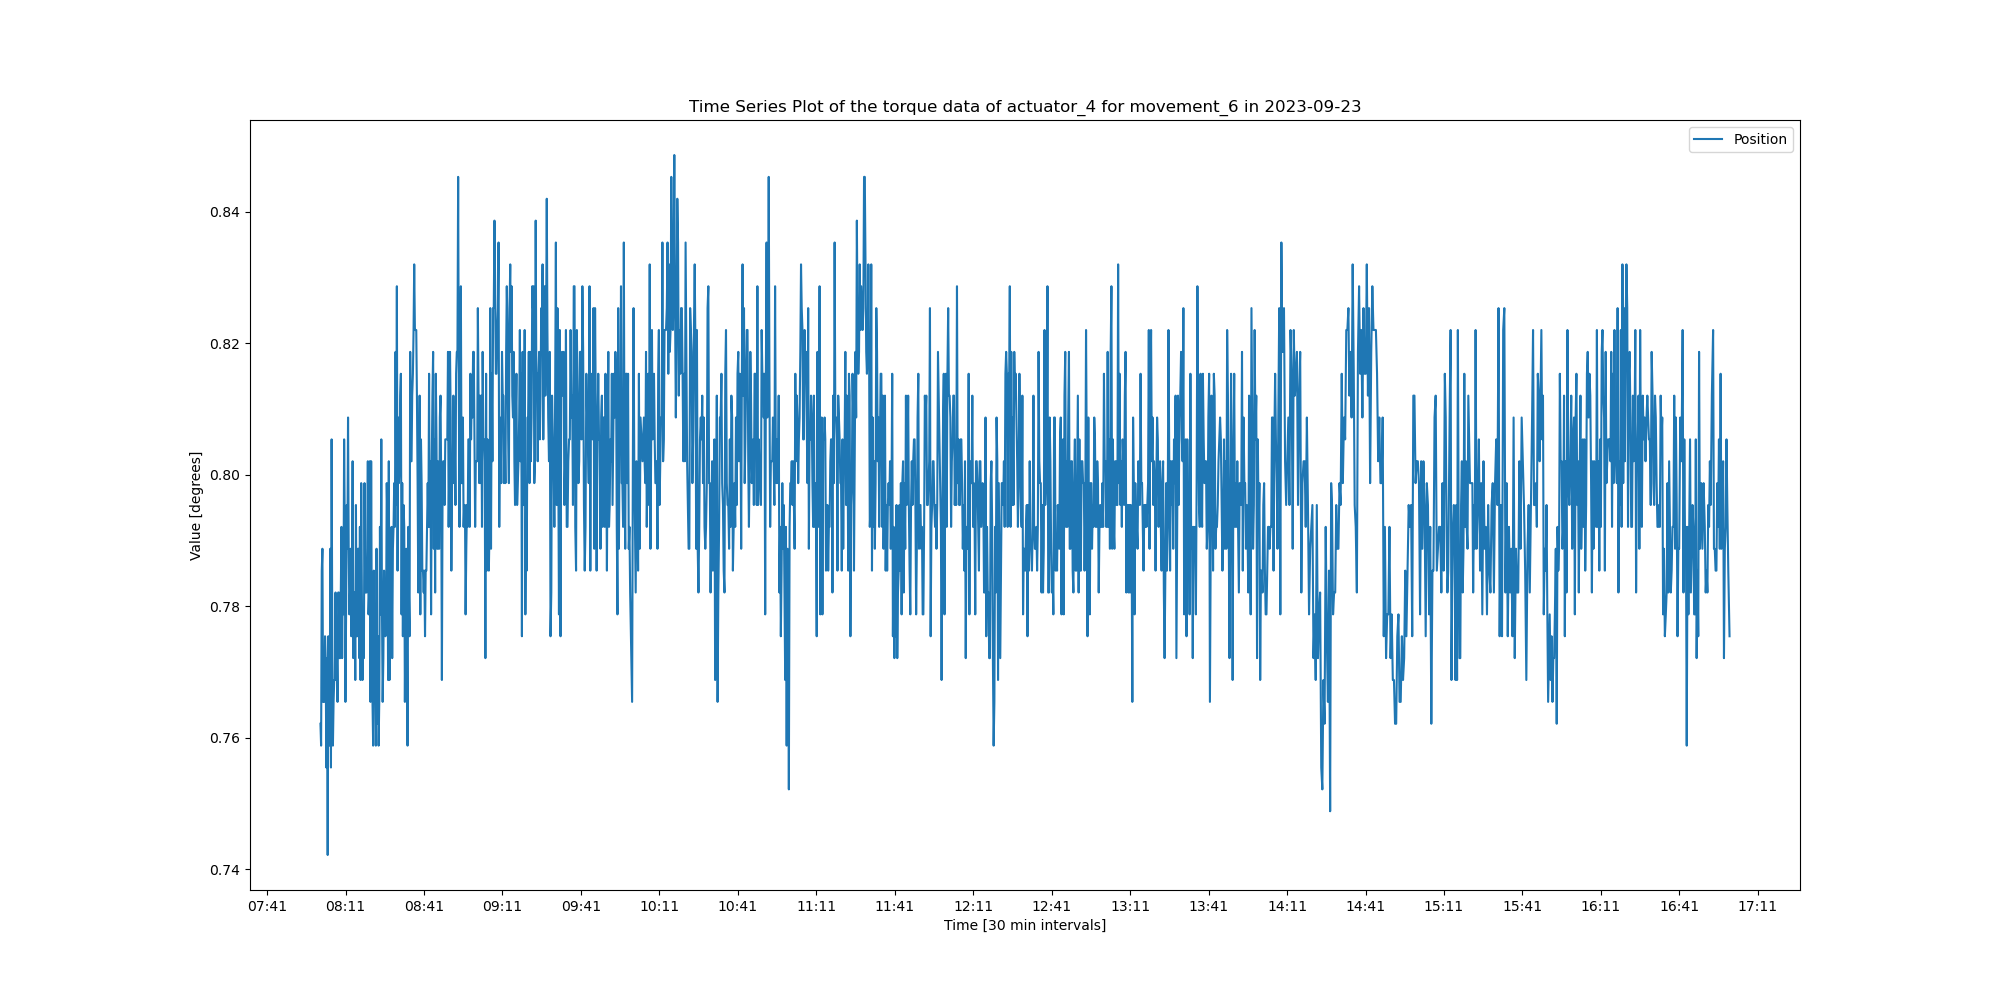 Time Series Plot of the torque data of actuator_4 for movement_6 in 2023-09-23
Position
0.84
0.82
0.80
0.78
0.76
0.74
Value [degrees]
07:41 08:11 08:41 09:11 09:41 10:11 10:41 11:11 11:41 12:11 12:41 13:11 13:41 14:11 14:41 15:11 15:41 16:11 16:41 17:11
Time [30 min intervals]